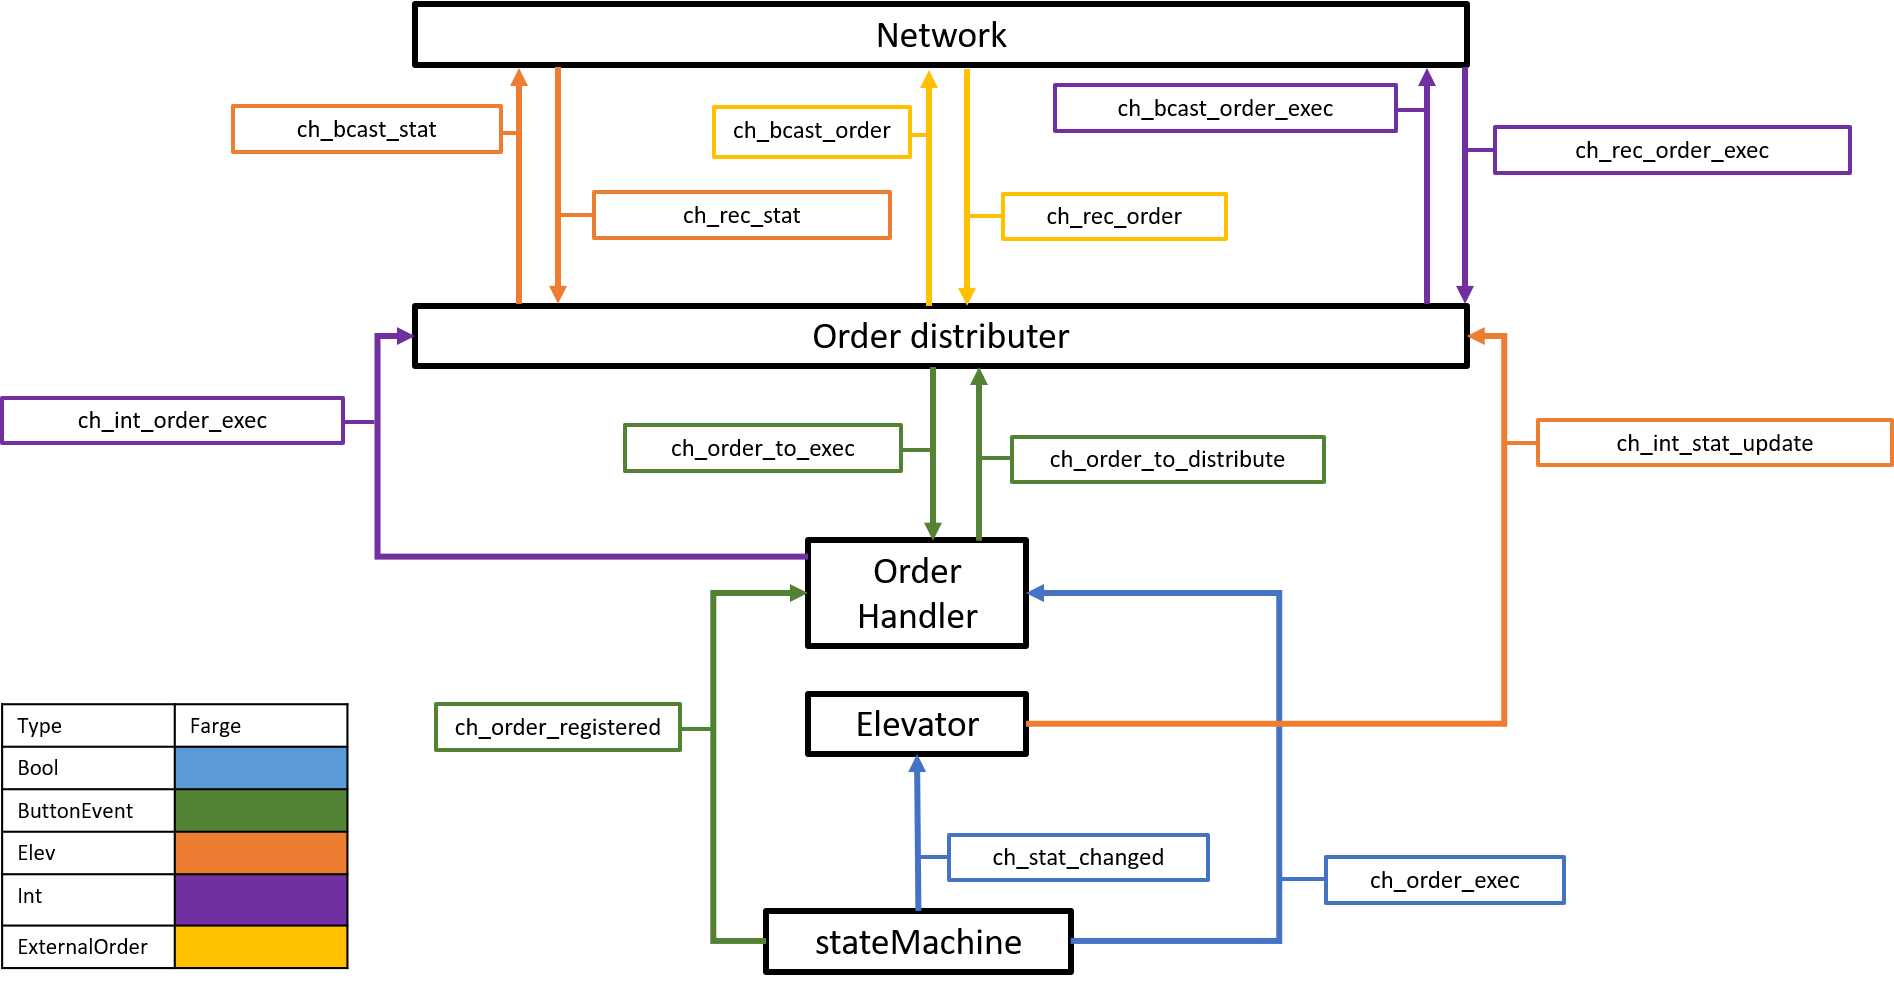 Network
ch_bcast_stat
ch_bcast_order
ch_bcast_order_exec
ch_rec_order_exec
ch_rec_stat
ch_rec_order
Order distributer
ch_int_order_exec
ch_order_to_exec
ch_order_to_distribute
ch_int_stat_update
Order
Handler
ch_order_registered
Elevator
ch_stat_changed
ch_order_exec
stateMachine
Type Farge
Bool
ButtonEvent
Elev
Int
ExternalOrder